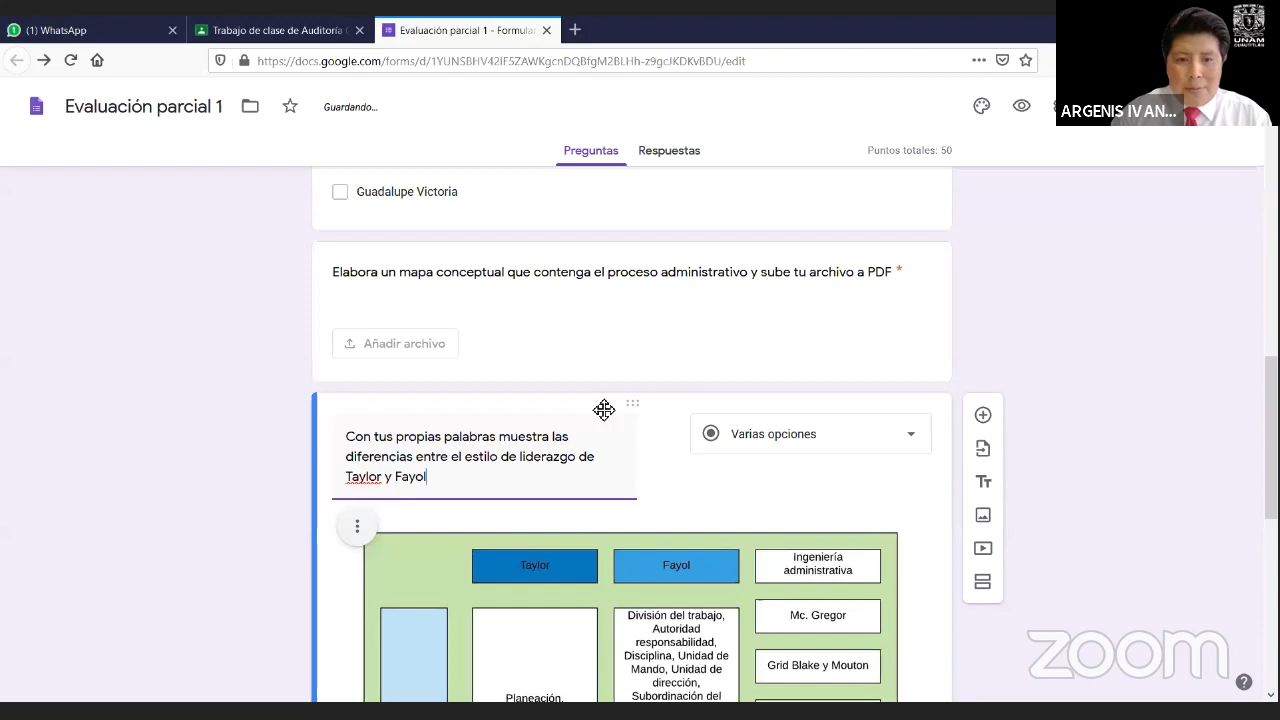 (1) WhatsApp
Trabajo de clase de Auditoría
Evaluación parcial 1 - Formula
https://docs.google.com/forms/d/1YUNSBHV42IF5ZAWKgcnDQBfgM2BLHh-z9gcJKDKvBDU/edit
UNAM
CUAUTITLÁN
ARGENIS IVAN...
Evaluación parcial 1
Guardando...
Preguntas
Respuestas
Puntos totales: 50
Guadalupe Victoria
Elabora un mapa conceptual que contenga el proceso administrativo y sube tu archivo a PDF *
Añadir archivo
Con tus propias palabras muestra las
diferencias entre el estilo de liderazgo de
Taylor y Fayol
Varias opciones
Taylor
Fayol
Ingeniería
administrativa
División del trabajo,
Autoridad
responsabilidad,
Disciplina, Unidad de
Mando, Unidad de
dirección,
Subordinación del
Mc. Gregor
Grid Blake y Mouton
Planeación,
zoom